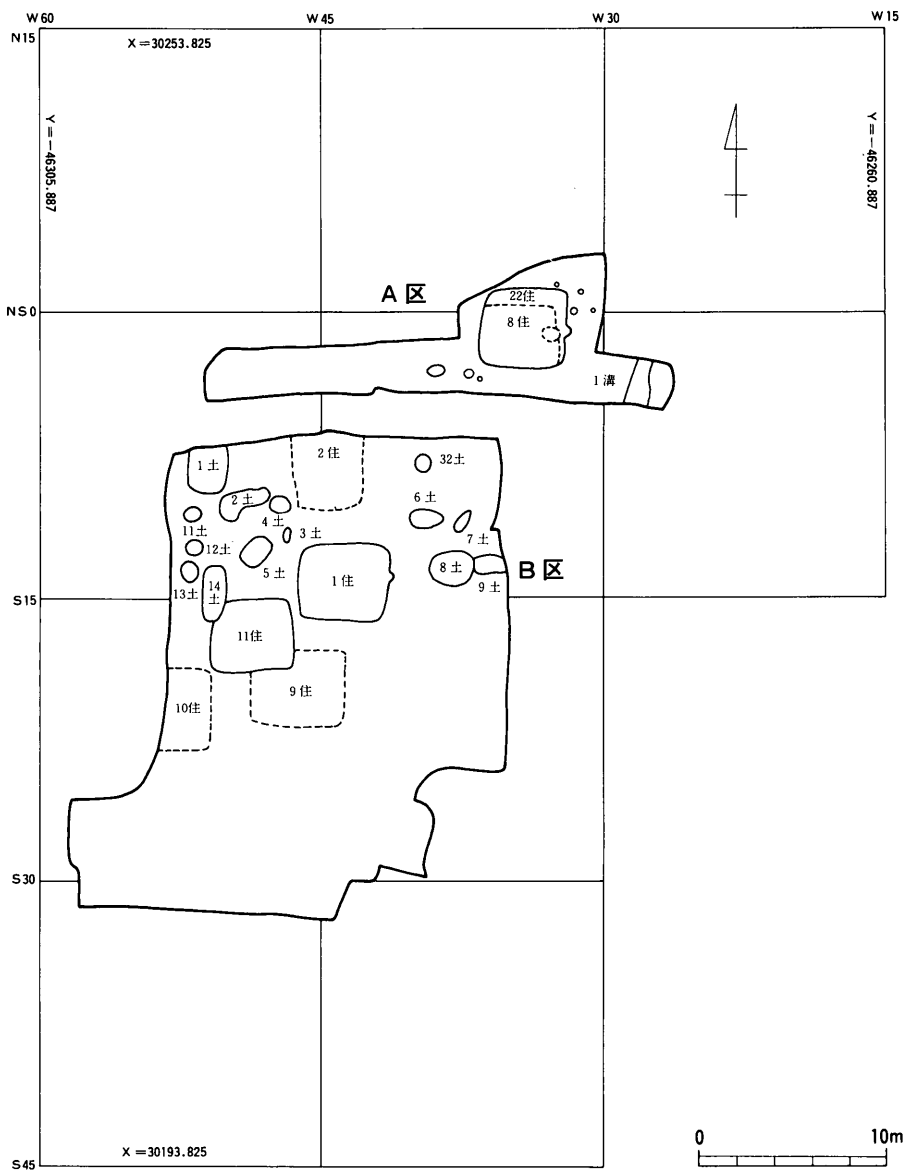 W60
W45
W30
W15
N15
X=30253.825
Y=-46305.887
Y=-46260.887
A区
22住
NS0
8住
1溝
2住
1土
32土
2土
6土
4土
11土
3土
7土
12土
B区
5土
1住
8土
9土
13土
14土
S15
11住
9住
10住
S30
X=30193.825
0
10m
S45